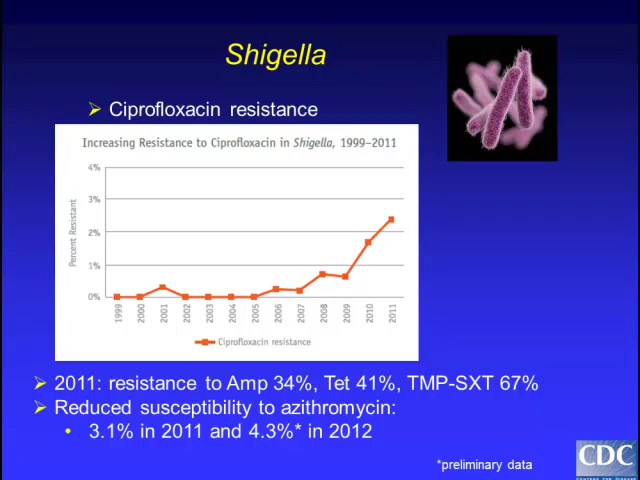 Shigella
➢ Ciprofloxacin resistance
Increasing Resistance to Ciprofloxacin in Shigella, 1999–2011
Percent Resistant
4%
3%
2%
1%
0%
1999 2000 2001 2002 2003 2004 2005 2006 2007 2008 2009 2010 2011
Ciprofloxacin resistance
➢ 2011: resistance to Amp 34%, Tet 41%, TMP-SXT 67%
➢ Reduced susceptibility to azithromycin:
• 3.1% in 2011 and 4.3%* in 2012
*preliminary data
CDC